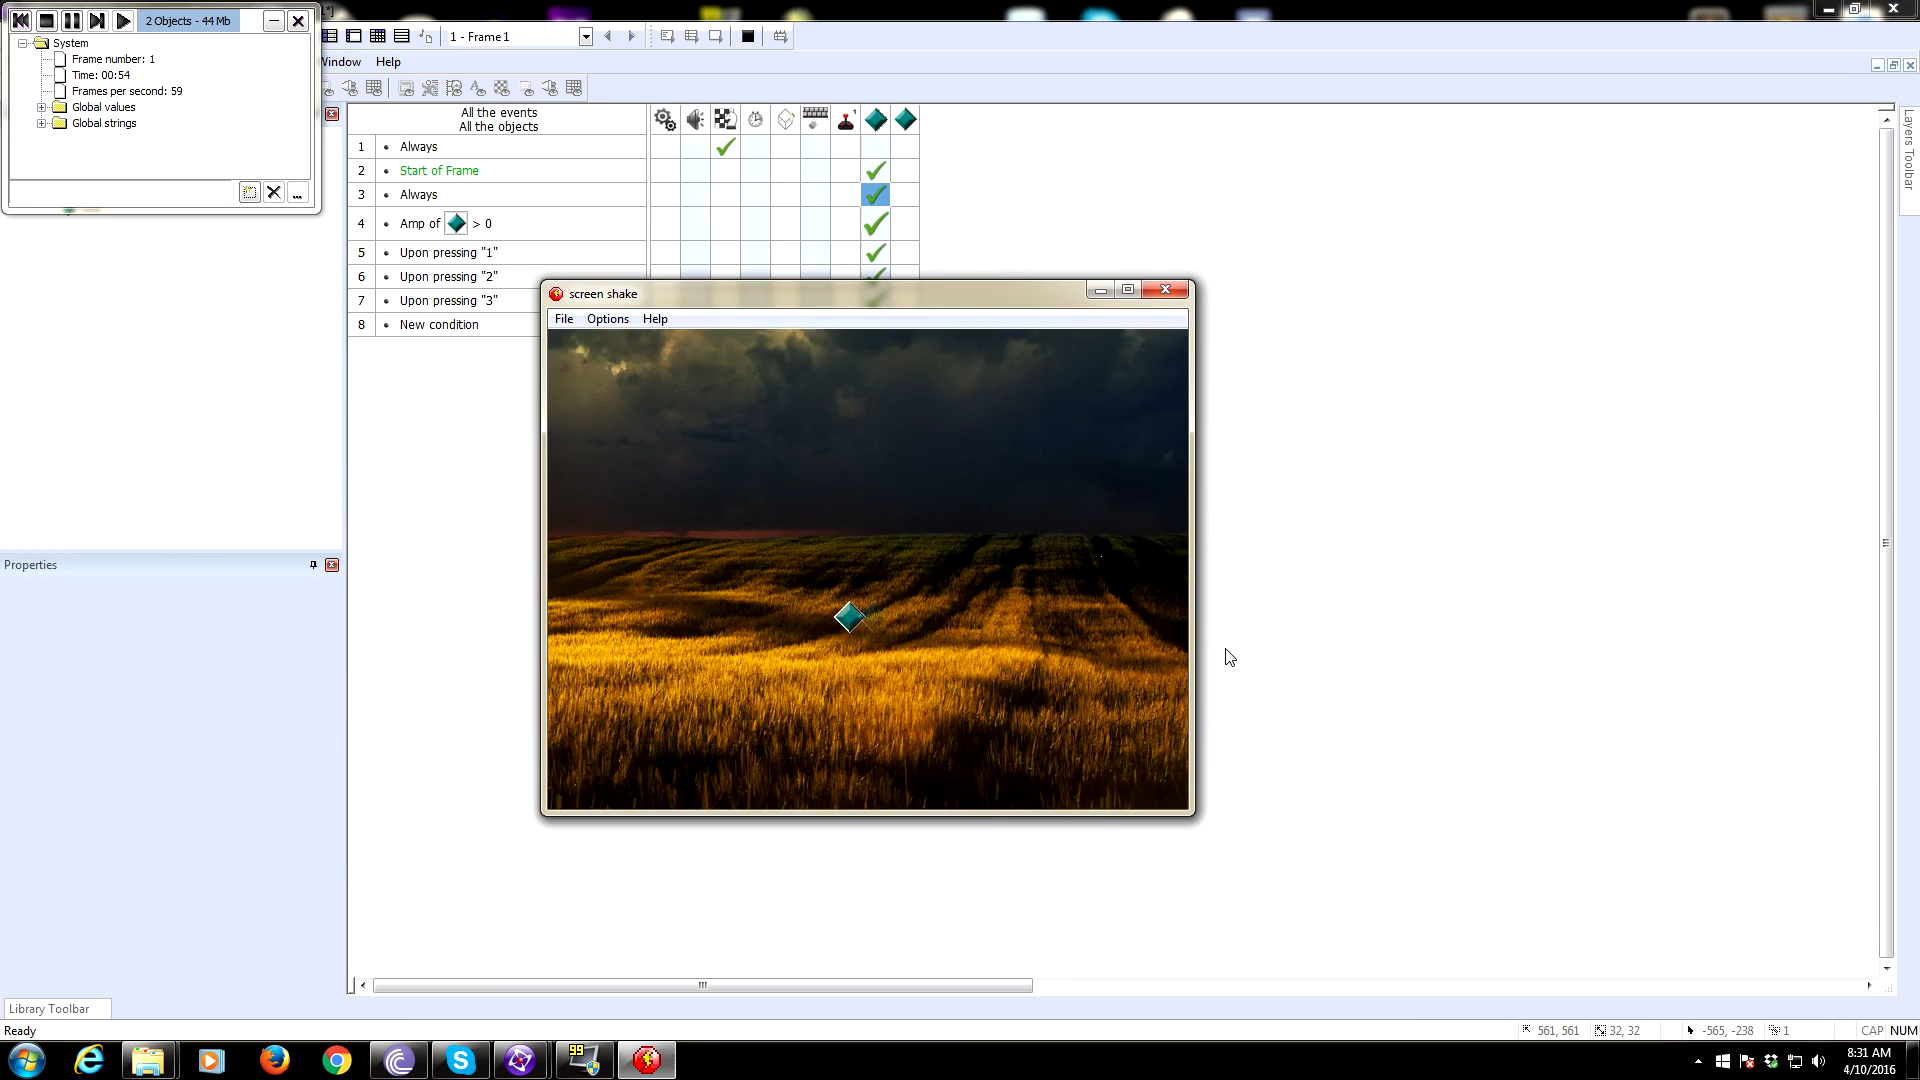 2 Objects - 44 Mb
System
Frame number: 1
Time: 00:54
Frames per second: 59
Global values
Global strings
...
1 - Frame 1
Window Help
All the events
All the objects
1 Always
2 Start of Frame
3 Always
4 Amp of > 0
5 Upon pressing "1"
6 Upon pressing "2"
7 Upon pressing "3"
8 New condition
screen shake
File Options Help
Layers Toolbar
Properties
Library Toolbar
Ready
561, 561 32, 32 -565, -238 1 CAP NUM
99
8:31 AM
4/10/2016